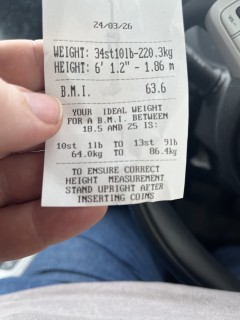 24/03/26
WEIGHT: 34st10lb-220.3kg
HEIGHT: 6' 1.2" - 1.86 m
B.M.I. 63.6
YOUR IDEAL WEIGHT
FOR A B.M.I. BETWEEN
18.5 AND 25 IS:
10st 1lb TO 13st 9lb
64.0kg TO 86.4kg
TO ENSURE CORRECT
HEIGHT MEASUREMENT
STAND UPRIGHT AFTER
INSERTING COINS